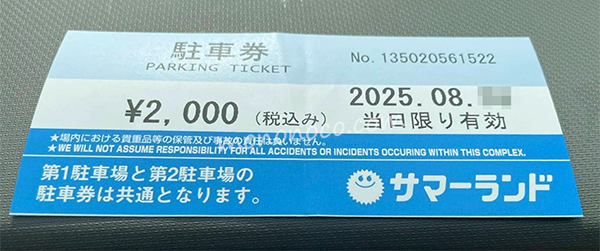 駐車券
PARKING TICKET
No. 135020561522
¥2,000 (税込み)
2025.08.
当日限り有効
★場内における貴重品等の保管及び事故の責任は負いません。
★WE WILL NOT ASSUME RESPONSIBILITY FOR ALL ACCIDENTS OR INCIDENTS OCCURING WITHIN THIS COMPLEX.
第1駐車場と第2駐車場の
駐車券は共通となります。
サマーランド